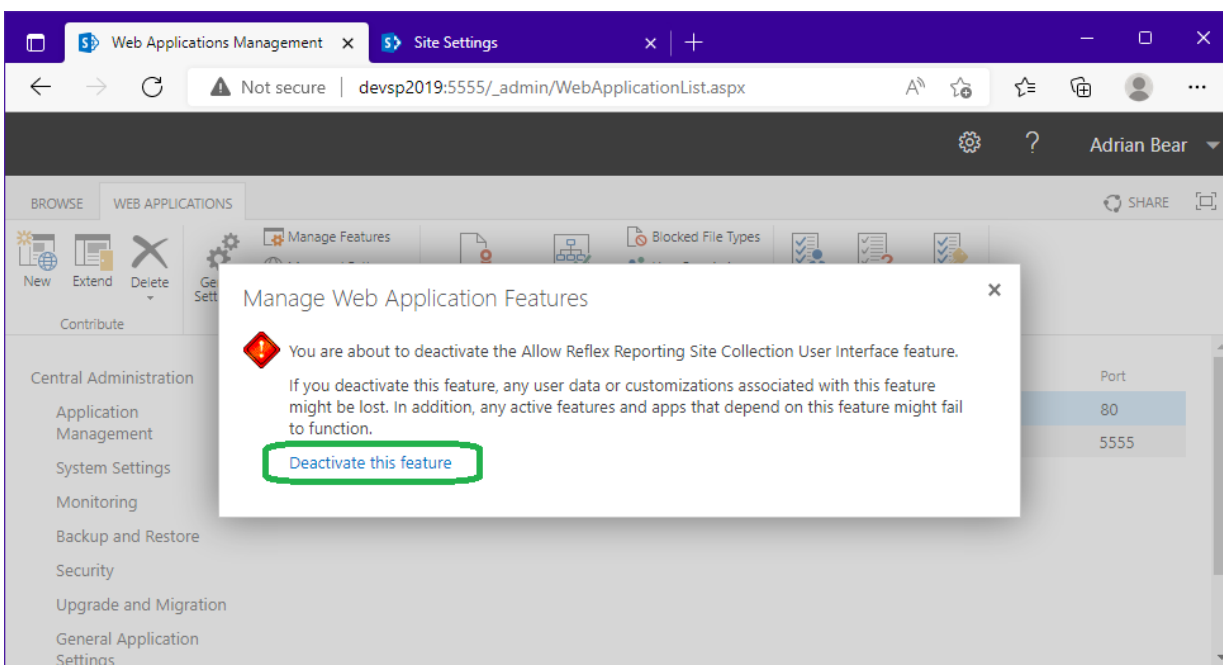 Web Applications Management
Site Settings
Not secure
devsp2019:5555/_admin/WebApplicationList.aspx
Adrian Bear
BROWSE
WEB APPLICATIONS
SHARE
New
Extend
Delete
Manage Features
Blocked File Types
Contribute
Manage Web Application Features
You are about to deactivate the Allow Reflex Reporting Site Collection User Interface feature.
If you deactivate this feature, any user data or customizations associated with this feature
might be lost. In addition, any active features and apps that depend on this feature might fail
to function.
Deactivate this feature
Central Administration
Application
Management
System Settings
Monitoring
Backup and Restore
Security
Upgrade and Migration
General Application
Settings
Port
80
5555